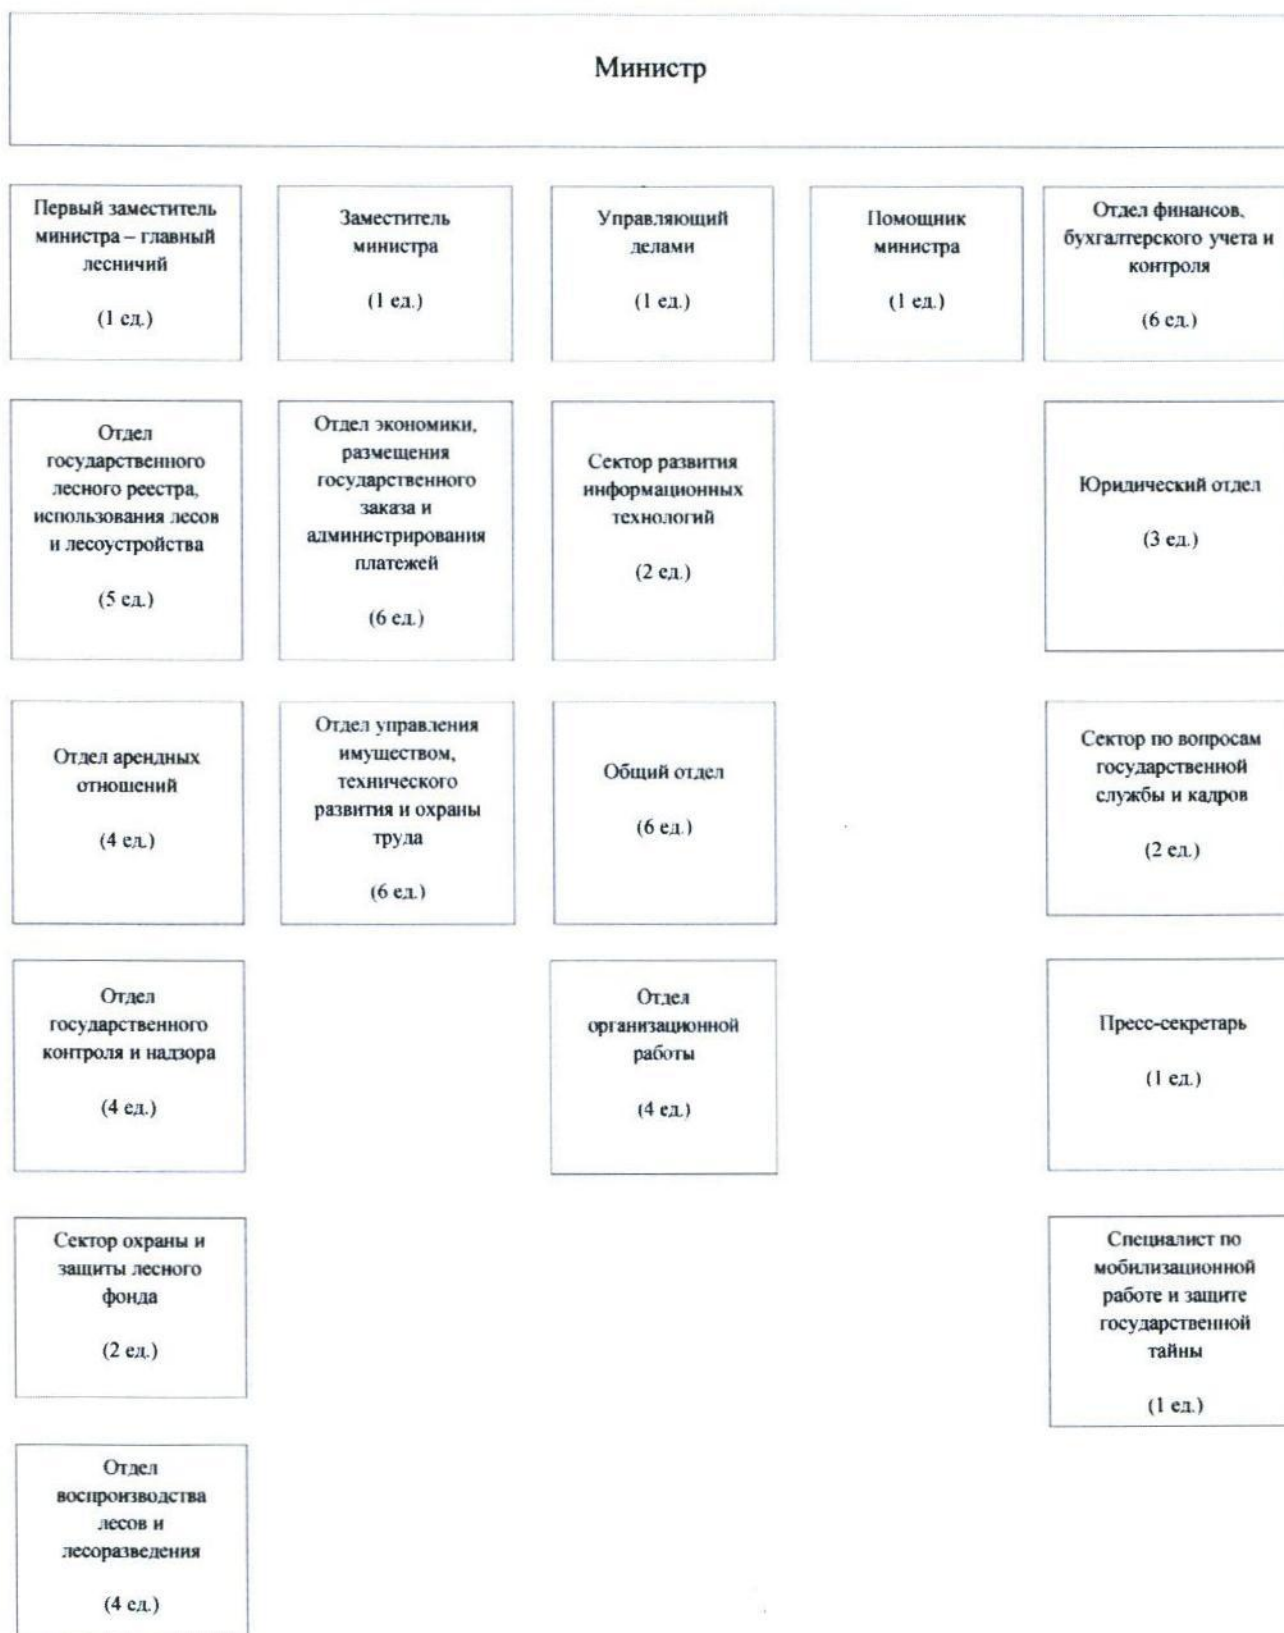 Министр
Первый заместитель
министра – главный
лесничий
(1 ед.)
Заместитель
министра
(1 ед.)
Управляющий
делами
(1 ед.)
Помощник
министра
(1 ед.)
Отдел финансов,
бухгалтерского учета и
контроля
(6 ед.)
Отдел
государственного
лесного реестра,
использования лесов
и лесоустройства
(5 ед.)
Отдел экономики,
размещения
государственного
заказа и
администрирования
платежей
(6 ед.)
Сектор развития
информационных
технологий
(2 ед.)
Юридический отдел
(3 ед.)
Отдел арендных
отношений
(4 ед.)
Отдел управления
имуществом,
технического
развития и охраны
труда
(6 ед.)
Общий отдел
(6 ед.)
Сектор по вопросам
государственной
службы и кадров
(2 ед.)
Отдел
государственного
контроля и надзора
(4 ед.)
Отдел
организационной
работы
(4 ед.)
Пресс-секретарь
(1 ед.)
Сектор охраны и
защиты лесного
фонда
(2 ед.)
Специалист по
мобилизационной
работе и защите
государственной
тайны
(1 ед.)
Отдел
воспроизводства
лесов и
лесоразведения
(4 ед.)